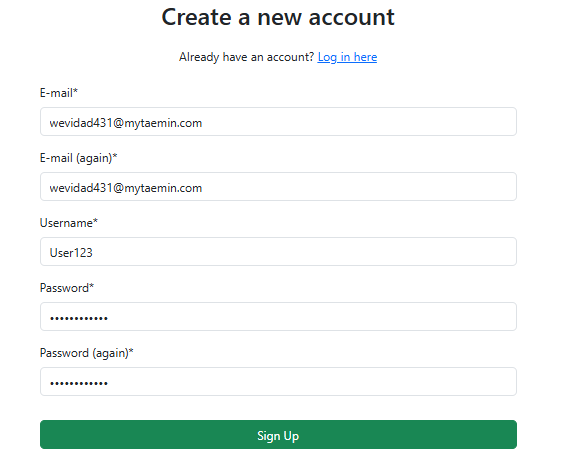 Create a new account
Already have an account? Log in here
E-mail*
wevidad431@mytaemin.com
E-mail (again)*
wevidad431@mytaemin.com
Username*
User123
Password*
••••••••••••
Password (again)*
••••••••••••
Sign Up